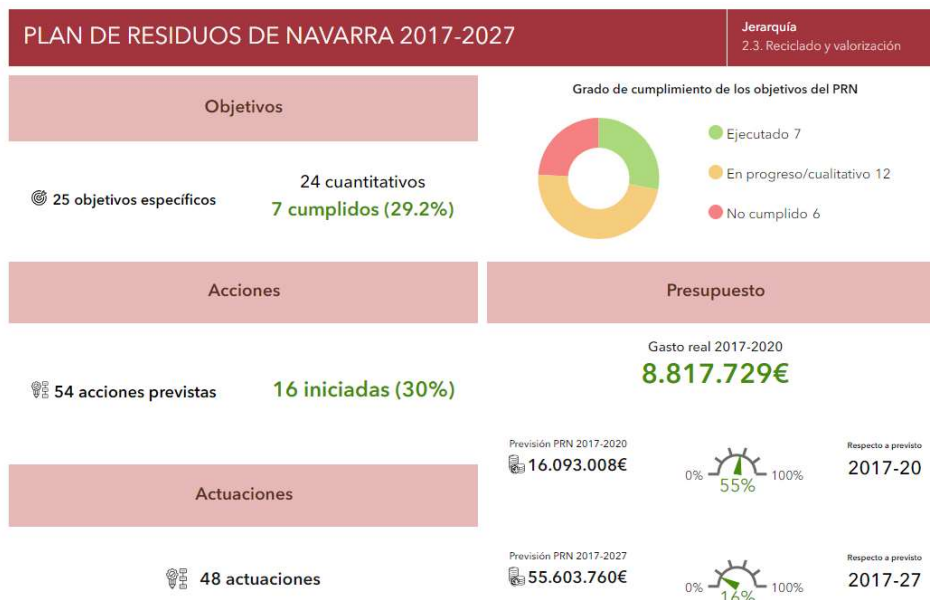 PLAN DE RESIDUOS DE NAVARRA 2017-2027
Jerarquía
2.3. Reciclado y valorización
Objetivos
25 objetivos específicos
24 cuantitativos
7 cumplidos (29.2%)
Grado de cumplimiento de los objetivos del PRN
Ejecutado 7
En progreso/cualitativo 12
No cumplido 6
Acciones
54 acciones previstas
16 iniciadas (30%)
Presupuesto
Gasto real 2017-2020
8.817.729€
Previsión PRN 2017-2020
16.093.008€
0%
55%
100%
Respecto a previsto
2017-20
Actuaciones
48 actuaciones
Previsión PRN 2017-2027
55.603.760€
0%
16%
100%
Respecto a previsto
2017-27